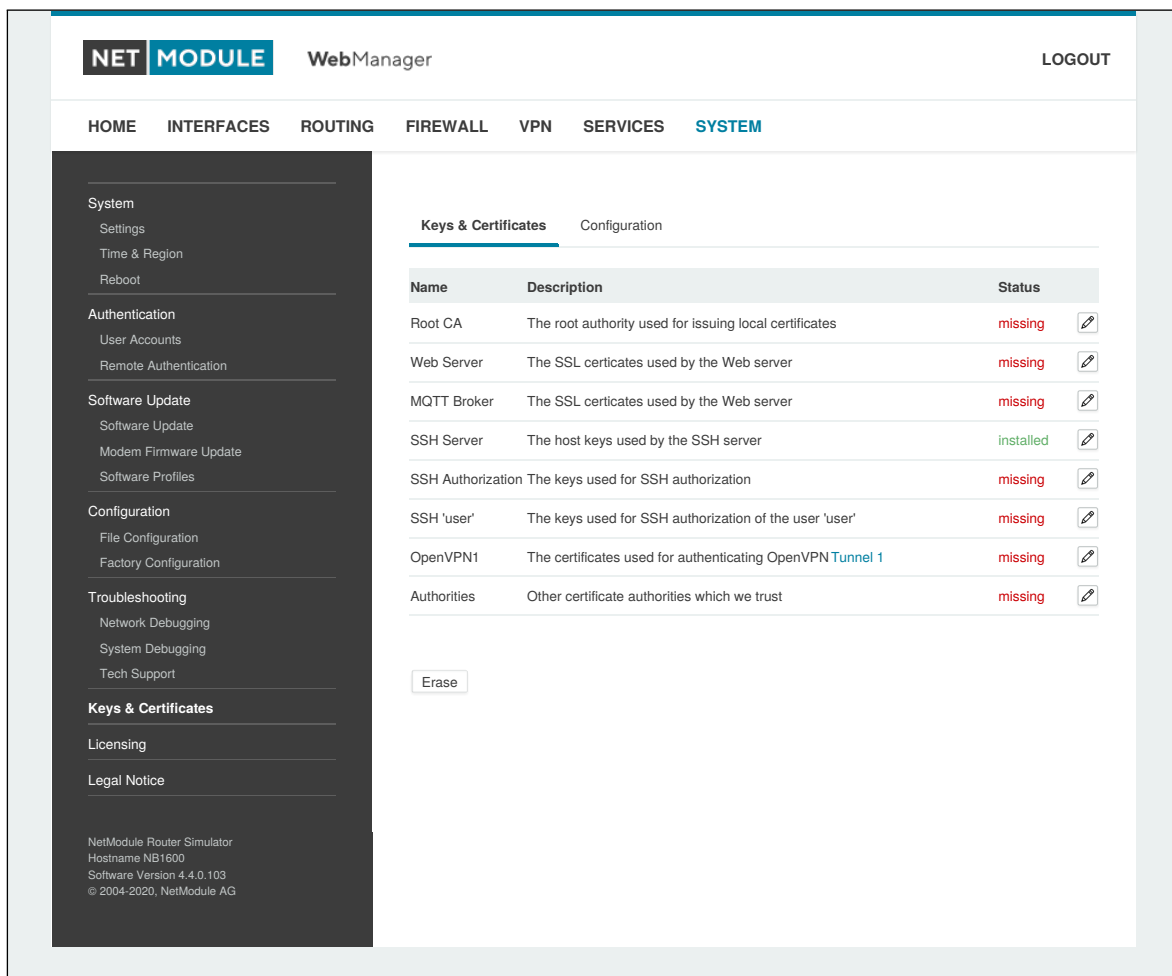 NET MODULE WebManager LOGOUT
HOME INTERFACES ROUTING FIREWALL VPN SERVICES SYSTEM
System
Settings
Time & Region
Reboot
Authentication
User Accounts
Remote Authentication
Software Update
Software Update
Modem Firmware Update
Software Profiles
Configuration
File Configuration
Factory Configuration
Troubleshooting
Network Debugging
System Debugging
Tech Support
Keys & Certificates
Licensing
Legal Notice
NetModule Router Simulator
Hostname NB1600
Software Version 4.4.0.103
© 2004-2020, NetModule AG
Keys & Certificates Configuration
Name Description Status
Root CA The root authority used for issuing local certificates missing
Web Server The SSL certicates used by the Web server missing
MQTT Broker The SSL certicates used by the Web server missing
SSH Server The host keys used by the SSH server installed
SSH Authorization The keys used for SSH authorization missing
SSH 'user' The keys used for SSH authorization of the user 'user' missing
OpenVPN1 The certificates used for authenticating OpenVPN Tunnel 1 missing
Authorities Other certificate authorities which we trust missing
Erase